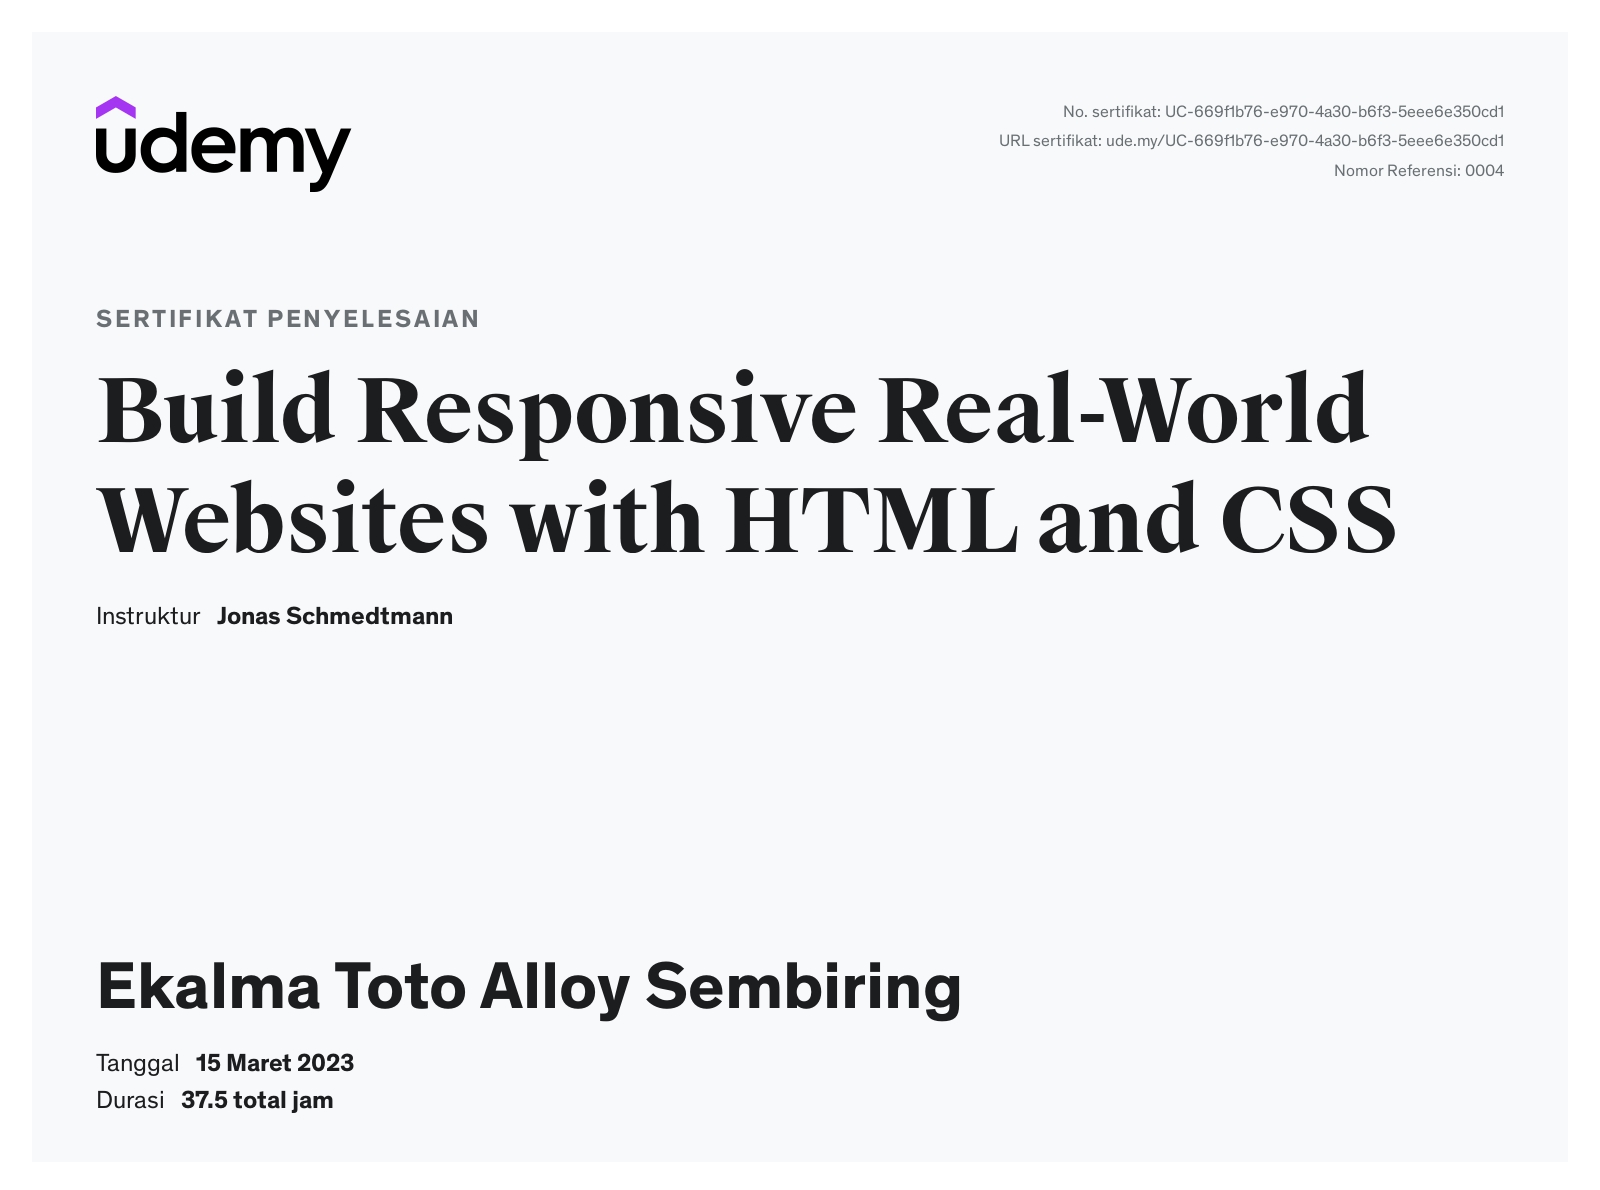 udemy
No. sertifikat: UC-669f1b76-e970-4a30-b6f3-5eee6e350cd1
URL sertifikat: ude.my/UC-669f1b76-e970-4a30-b6f3-5eee6e350cd1
Nomor Referensi: 0004
SERTIFIKAT PENYELESAIAN
Build Responsive Real-World
Websites with HTML and CSS
Instruktur Jonas Schmedtmann
Ekalma Toto Alloy Sembiring
Tanggal 15 Maret 2023
Durasi 37.5 total jam